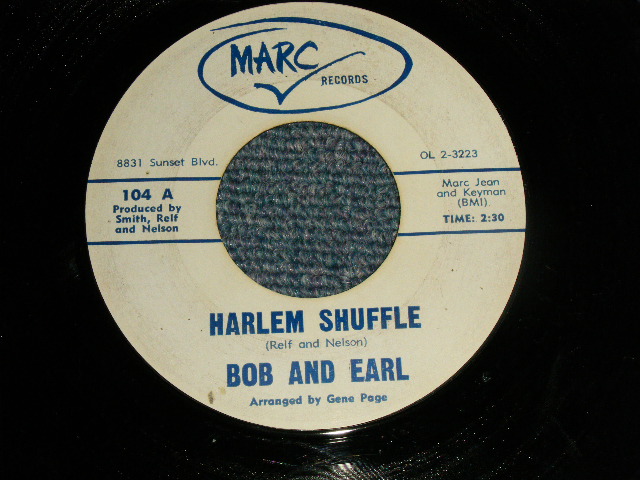 MARC
RECORDS
8831 Sunset Blvd.
OL 2-3223
104 A
Produced by
Smith, Relf
and Nelson
Marc Jean
and Keyman
(BMI)
TIME: 2:30
HARLEM SHUFFLE
(Relf and Nelson)
BOB AND EARL
Arranged by Gene Page